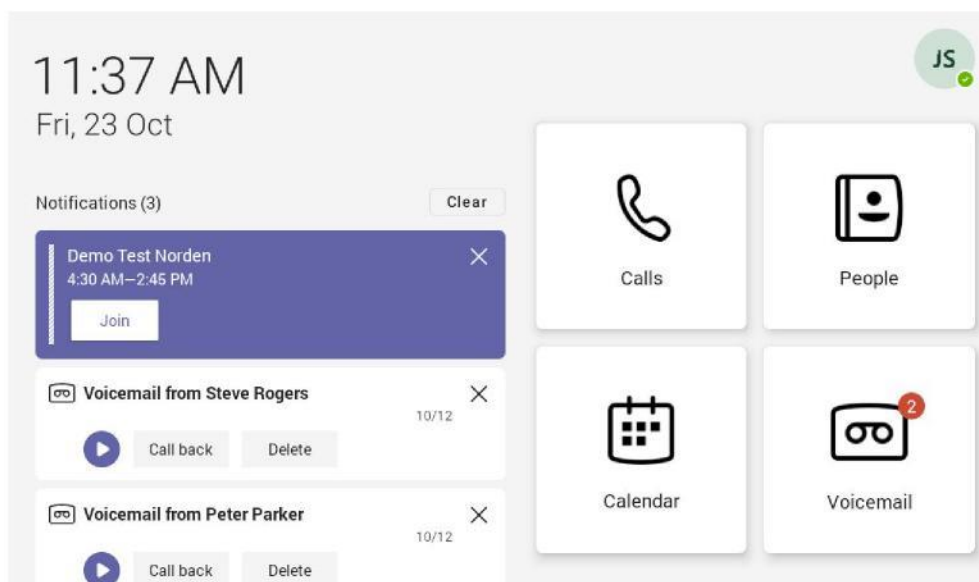 11:37 AM
Fri, 23 Oct
JS
Notifications (3)
Clear
Demo Test Norden
4:30 AM—2:45 PM
Join
Voicemail from Steve Rogers
10/12
Call back
Delete
Voicemail from Peter Parker
10/12
Call back
Delete
Calls
People
Calendar
2
Voicemail